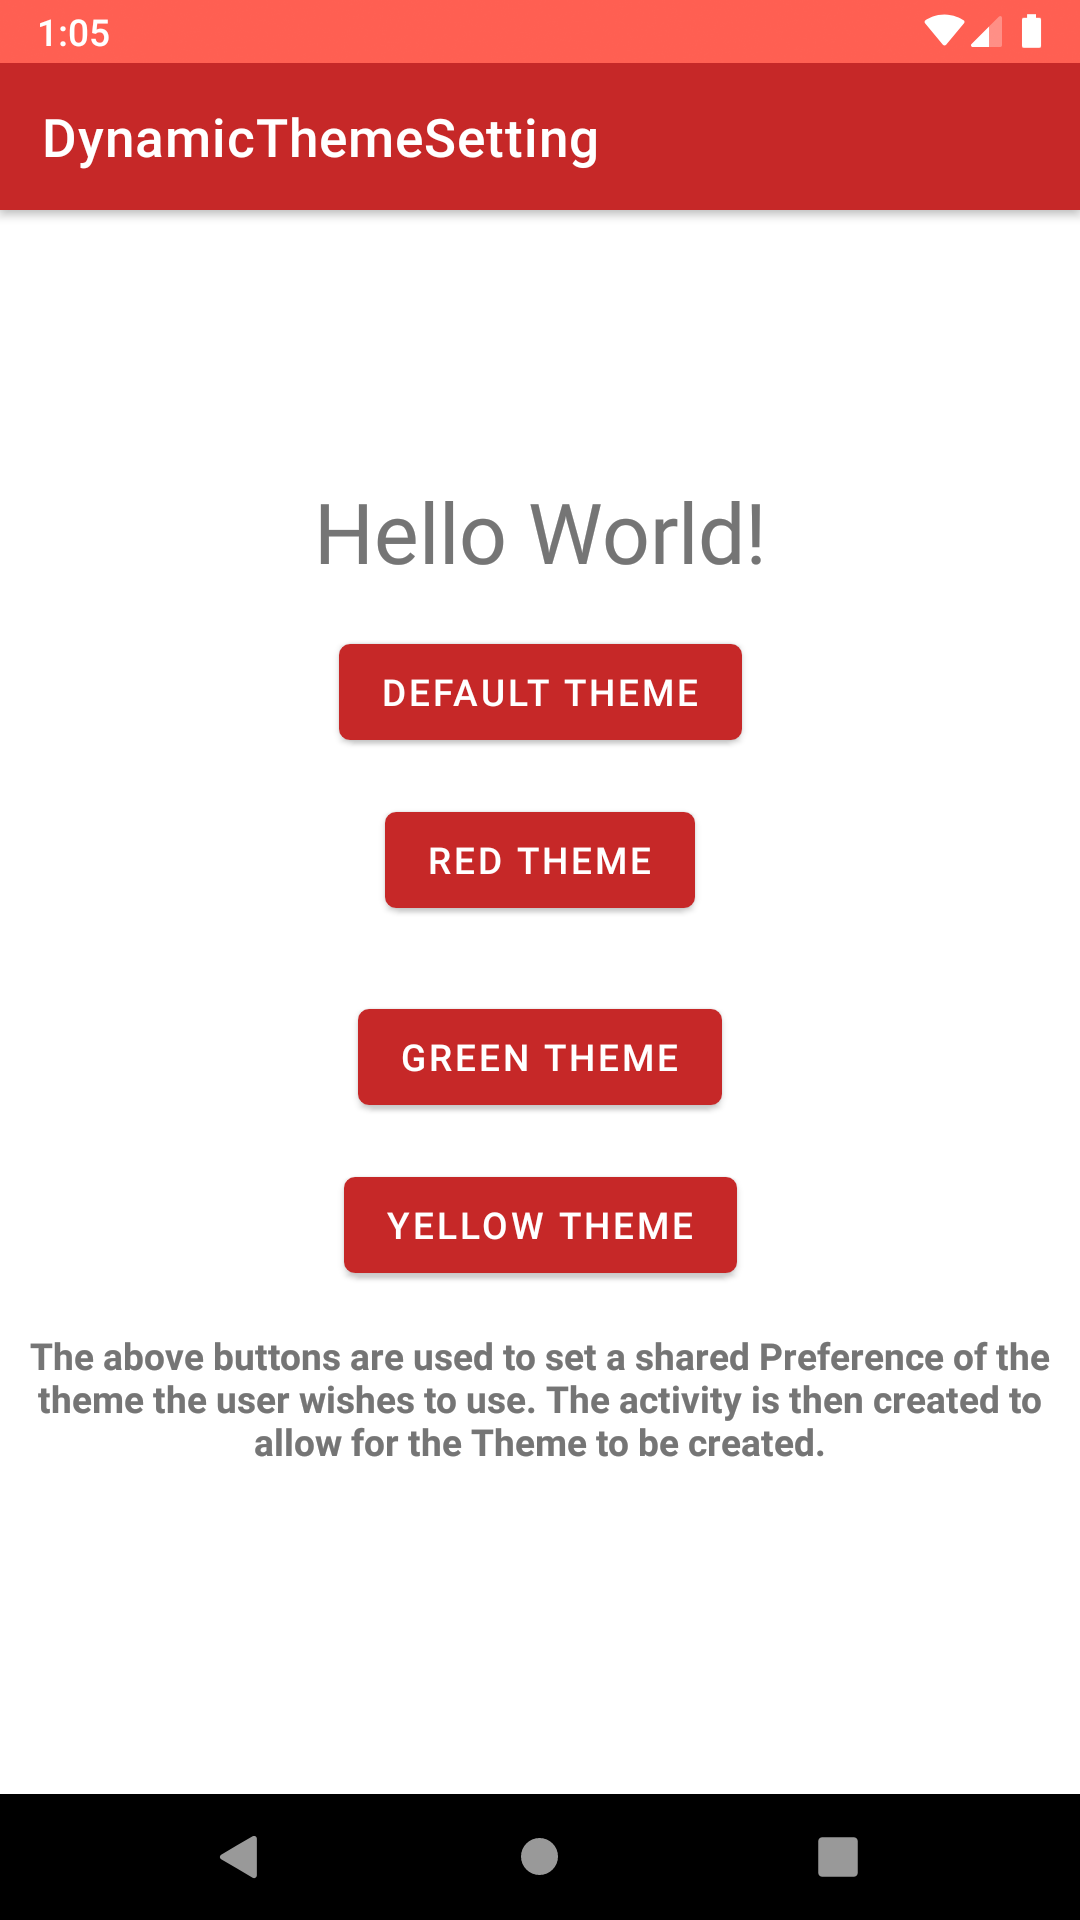 1:05
DynamicThemeSetting
Hello World!
DEFAULT THEME
RED THEME
GREEN THEME
YELLOW THEME
The above buttons are used to set a shared Preference of the
theme the user wishes to use. The activity is then created to
allow for the Theme to be created.